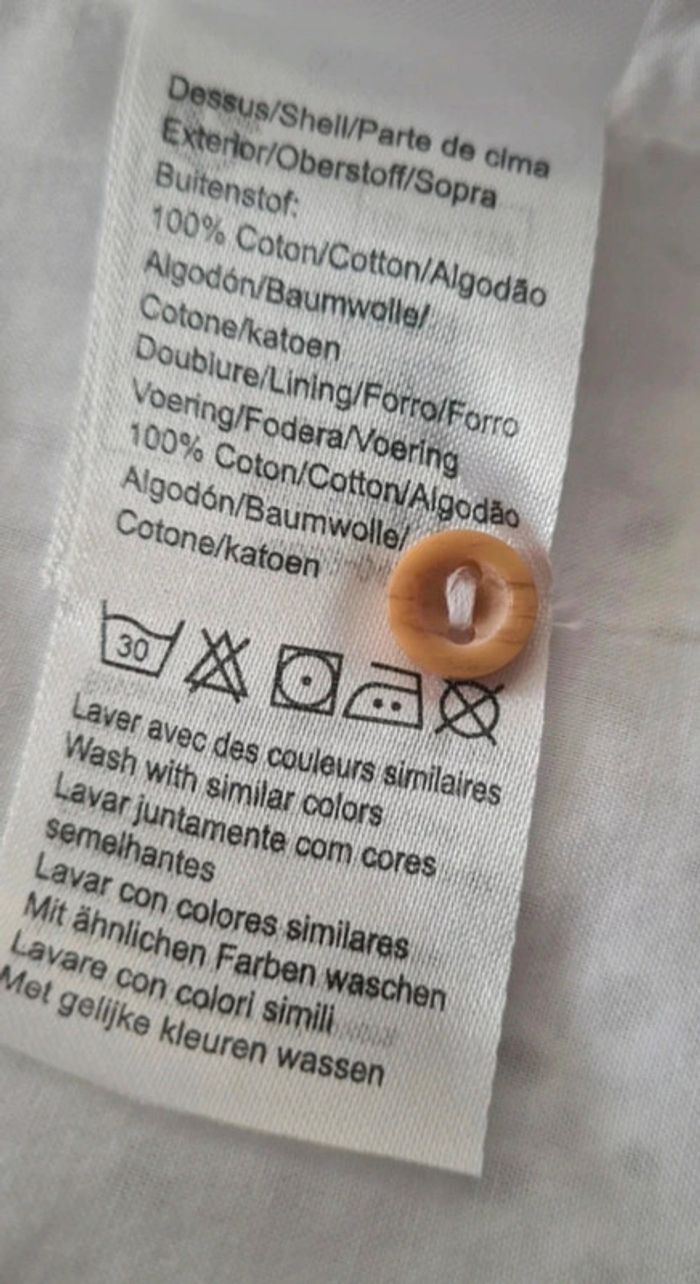 Dessus/Shell/Parte de cima
Exterior/Oberstoff/Sopra
Buitenstof:
100% Coton/Cotton/Algodão
Algodón/Baumwolle/
Cotone/katoen
Doublure/Lining/Forro/Forro
Voering/Fodera/Voering
100% Coton/Cotton/Algodão
Algodón/Baumwolle/
Cotone/katoen
30
Laver avec des couleurs similaires
Wash with similar colors
Lavar juntamente com cores
semelhantes
Lavar con colores similares
Mit ähnlichen Farben waschen
Lavare con colori simili
Met gelijke kleuren wassen